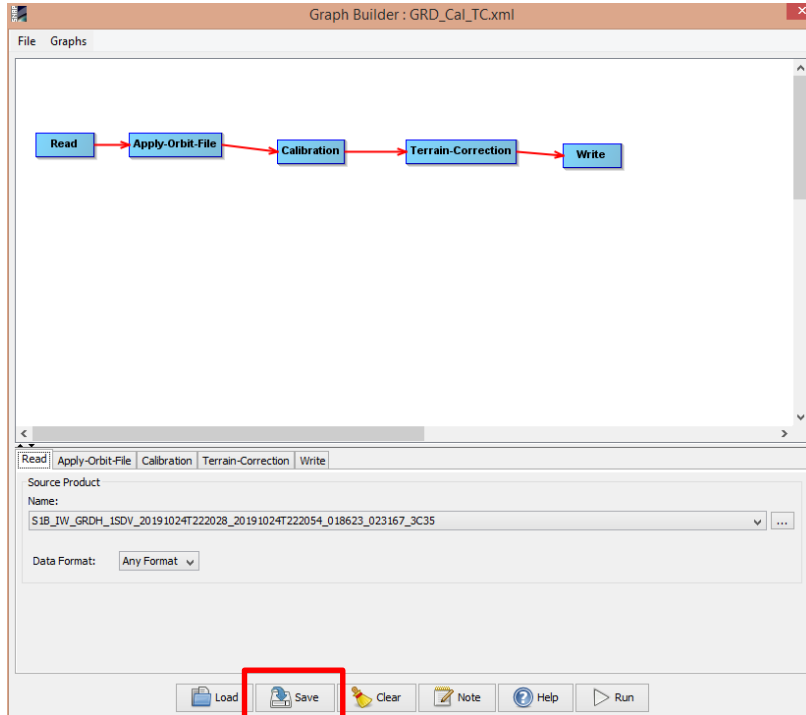 Graph Builder : GRD_Cal_TC.xml
File Graphs
Read Apply-Orbit-File Calibration Terrain-Correction Write
Read Apply-Orbit-File Calibration Terrain-Correction Write
Source Product
Name:
S1B_IW_GRDH_1SDV_20191024T222028_20191024T222054_018623_023167_3C35 ...
Data Format: Any Format
Load Save Clear Note Help Run